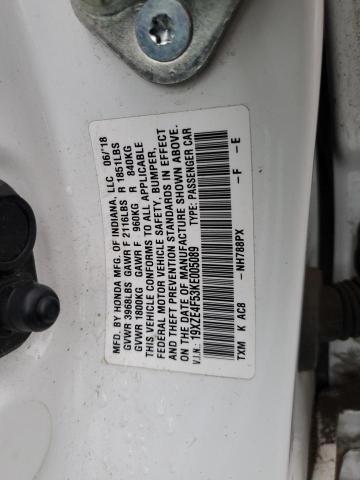 MFD. BY HONDA MFG. OF INDIANA, LLC 06/'18
GVWR 3968LBS GAWR F 2116LBS R 1851LBS
GVWR 1800KG GAWR F 960KG R 840KG
THIS VEHICLE CONFORMS TO ALL APPLICABLE
FEDERAL MOTOR VEHICLE SAFETY, BUMPER,
AND THEFT PREVENTION STANDARDS IN EFFECT
ON THE DATE OF MANUFACTURE SHOWN ABOVE.
V.I.N.: 19XZE4F53KE005089 TYPE: PASSENGER CAR
-NH788PX -F -E
TXM K AC8